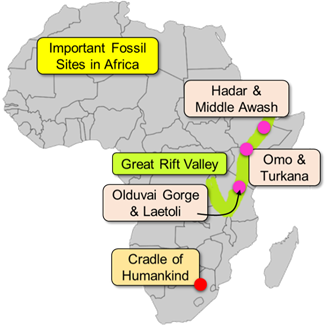 Important Fossil
Sites in Africa
Hadar &
Middle Awash
Great Rift Valley
Omo &
Turkana
Olduvai Gorge
& Laetoli
Cradle of
Humankind